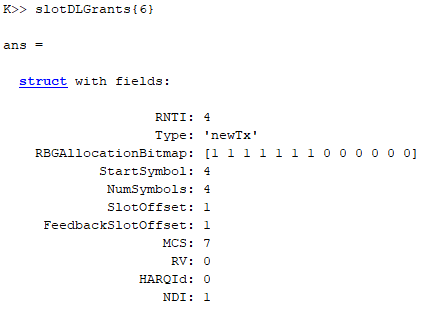 K>> slotDLGrants{6}
ans =
struct with fields:
RNTI: 4
Type: 'newTx'
RBGAllocationBitmap: [1 1 1 1 1 1 1 0 0 0 0 0 0]
StartSymbol: 4
NumSymbols: 4
SlotOffset: 1
FeedbackSlotOffset: 1
MCS: 7
RV: 0
HARQId: 0
NDI: 1